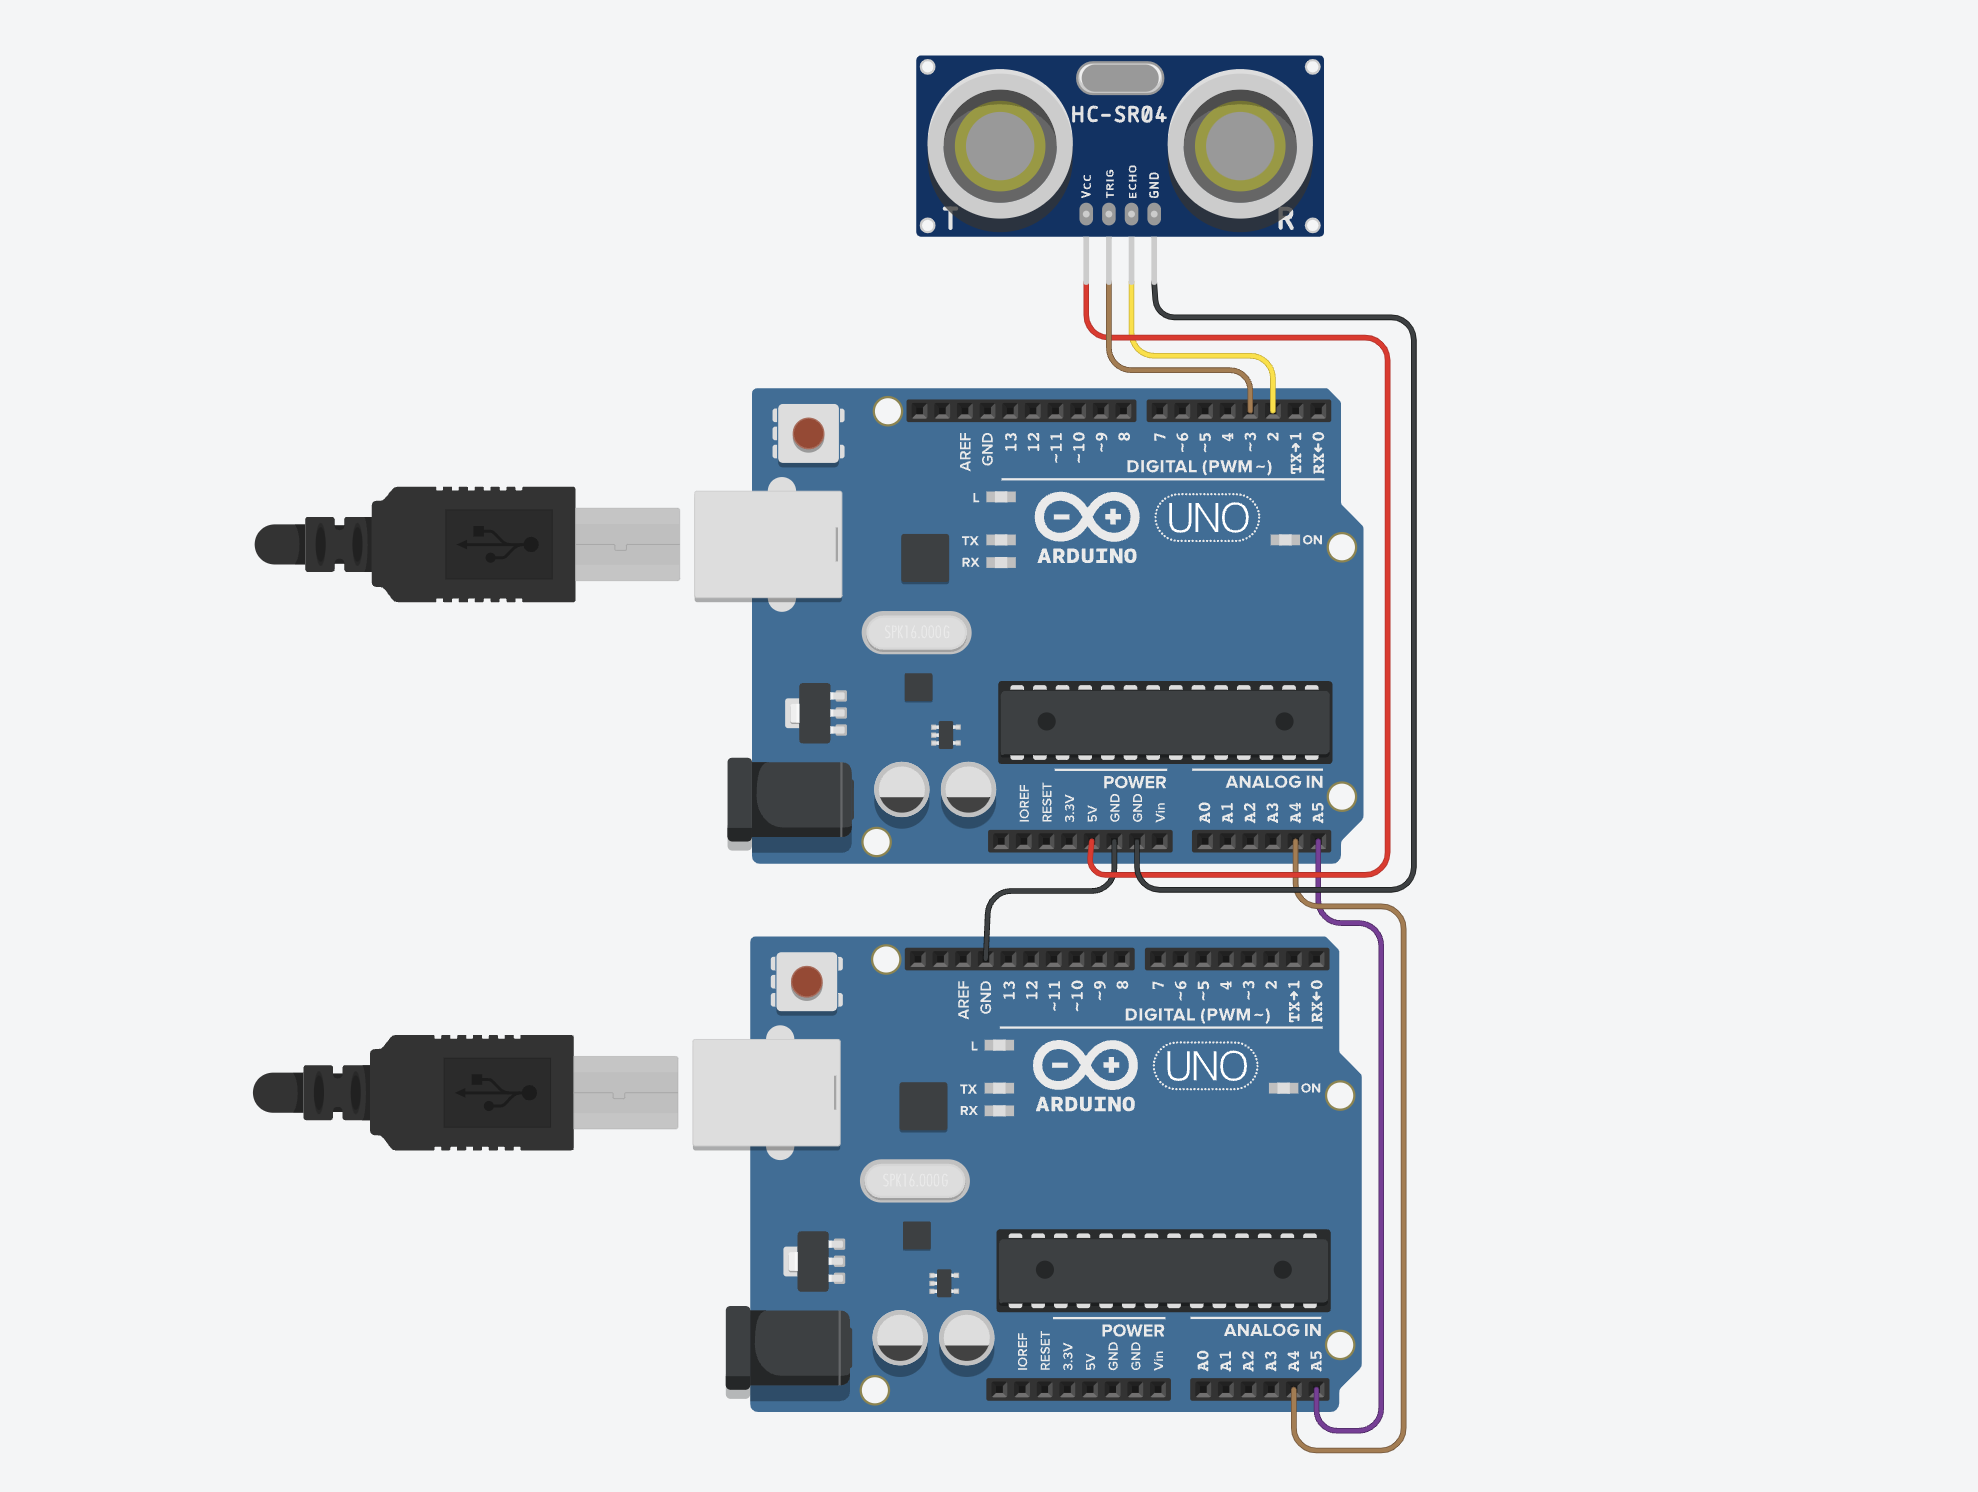 HC-SR04
VCC TRIG ECHO GND
T R
AREF GND 13 12 ~11 ~10 ~9 8 7 ~6 ~5 4 ~3 2 TX→1 RX←0
DIGITAL (PWM~)
L
UNO
TX ON
ARDUINO
RX
SPK16.000G
POWER ANALOG IN
IOREF RESET 3.3V 5V GND GND Vin A0 A1 A2 A3 A4 A5
AREF GND 13 12 ~11 ~10 ~9 8 7 ~6 ~5 4 ~3 2 TX→1 RX←0
DIGITAL (PWM~)
L
UNO
TX ON
ARDUINO
RX
SPK16.000G
POWER ANALOG IN
IOREF RESET 3.3V 5V GND GND Vin A0 A1 A2 A3 A4 A5